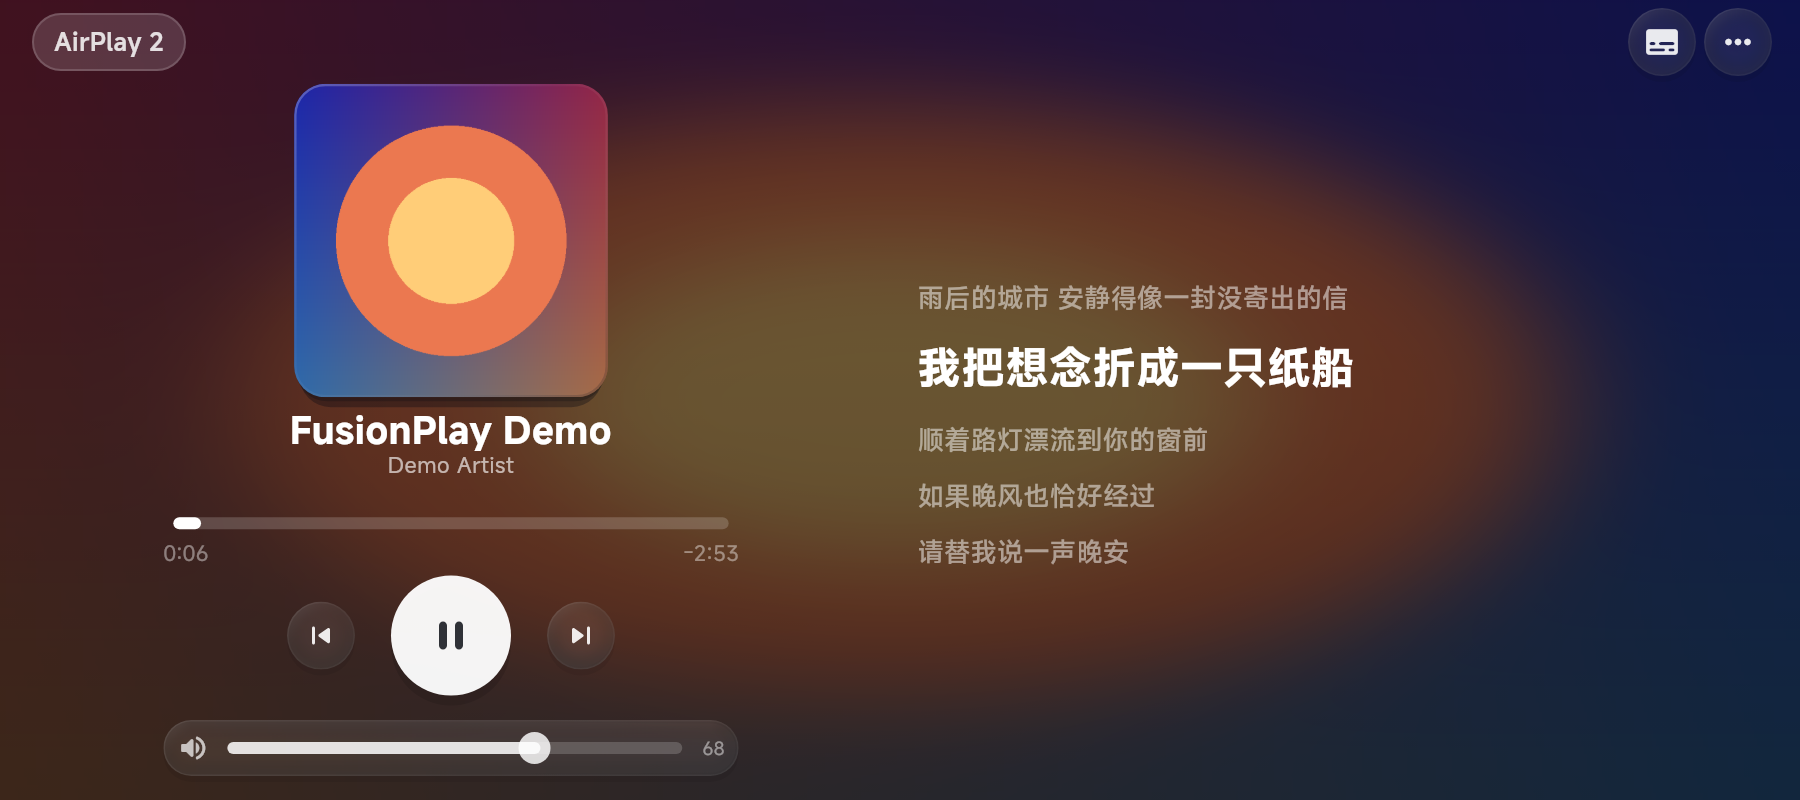 AirPlay 2
FusionPlay Demo
Demo Artist
0:06
-2:53
68
雨后的城市 安静得像一封没寄出的信
我把想念折成一只纸船
顺着路灯漂流到你的窗前
如果晚风也恰好经过
请替我说一声晚安